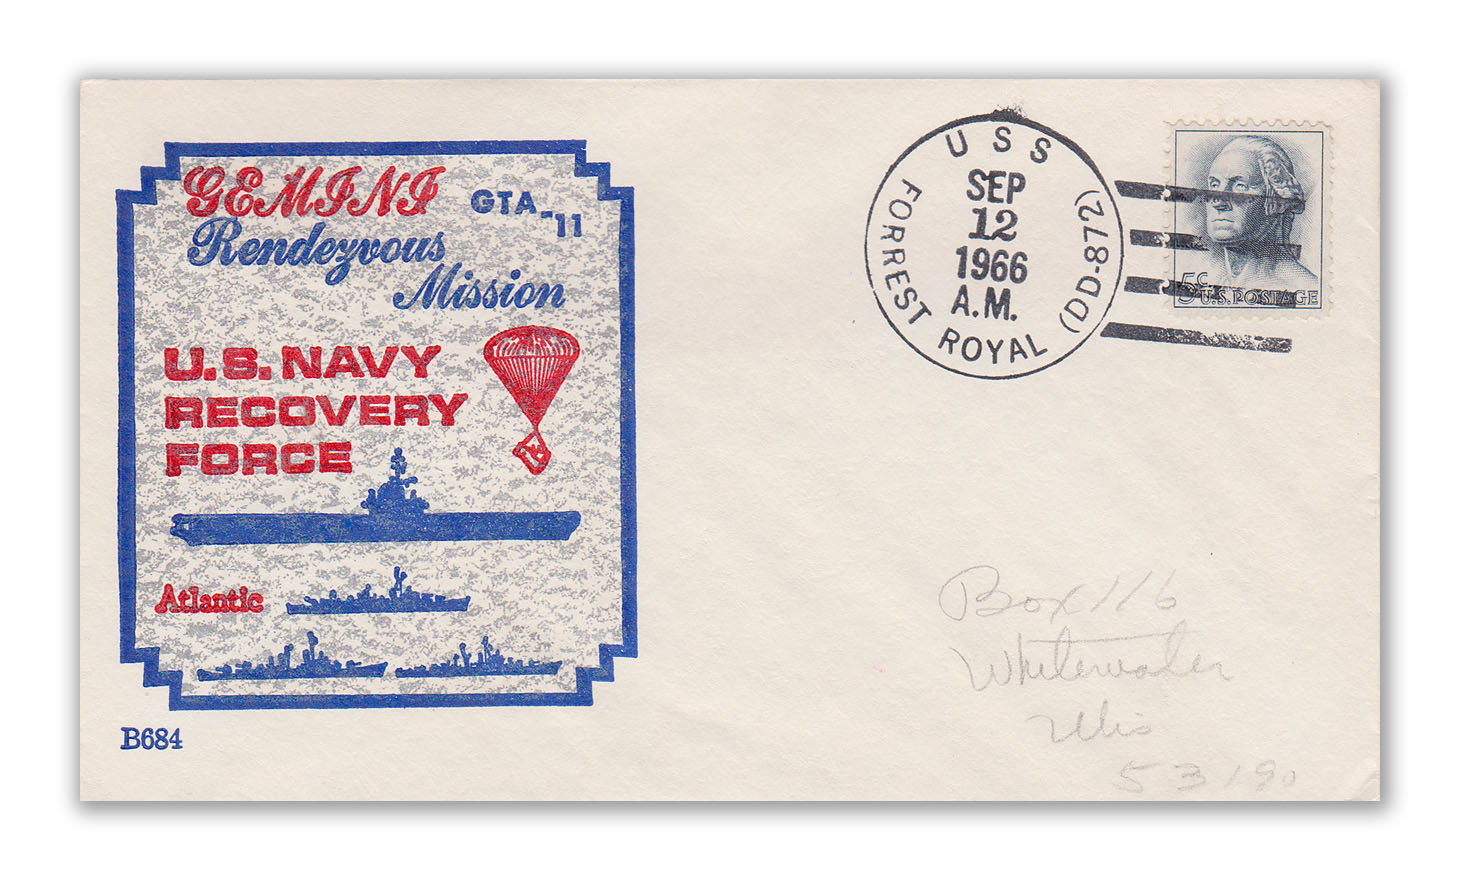 GEMINI GTA-11
Rendezvous
Mission
U.S. NAVY
RECOVERY
FORCE
Atlantic
B684
USS FORREST ROYAL (DD-872)
SEP
12
1966
A.M.
5c U.S. POSTAGE
Box 116
Whitewater
Wis
53190